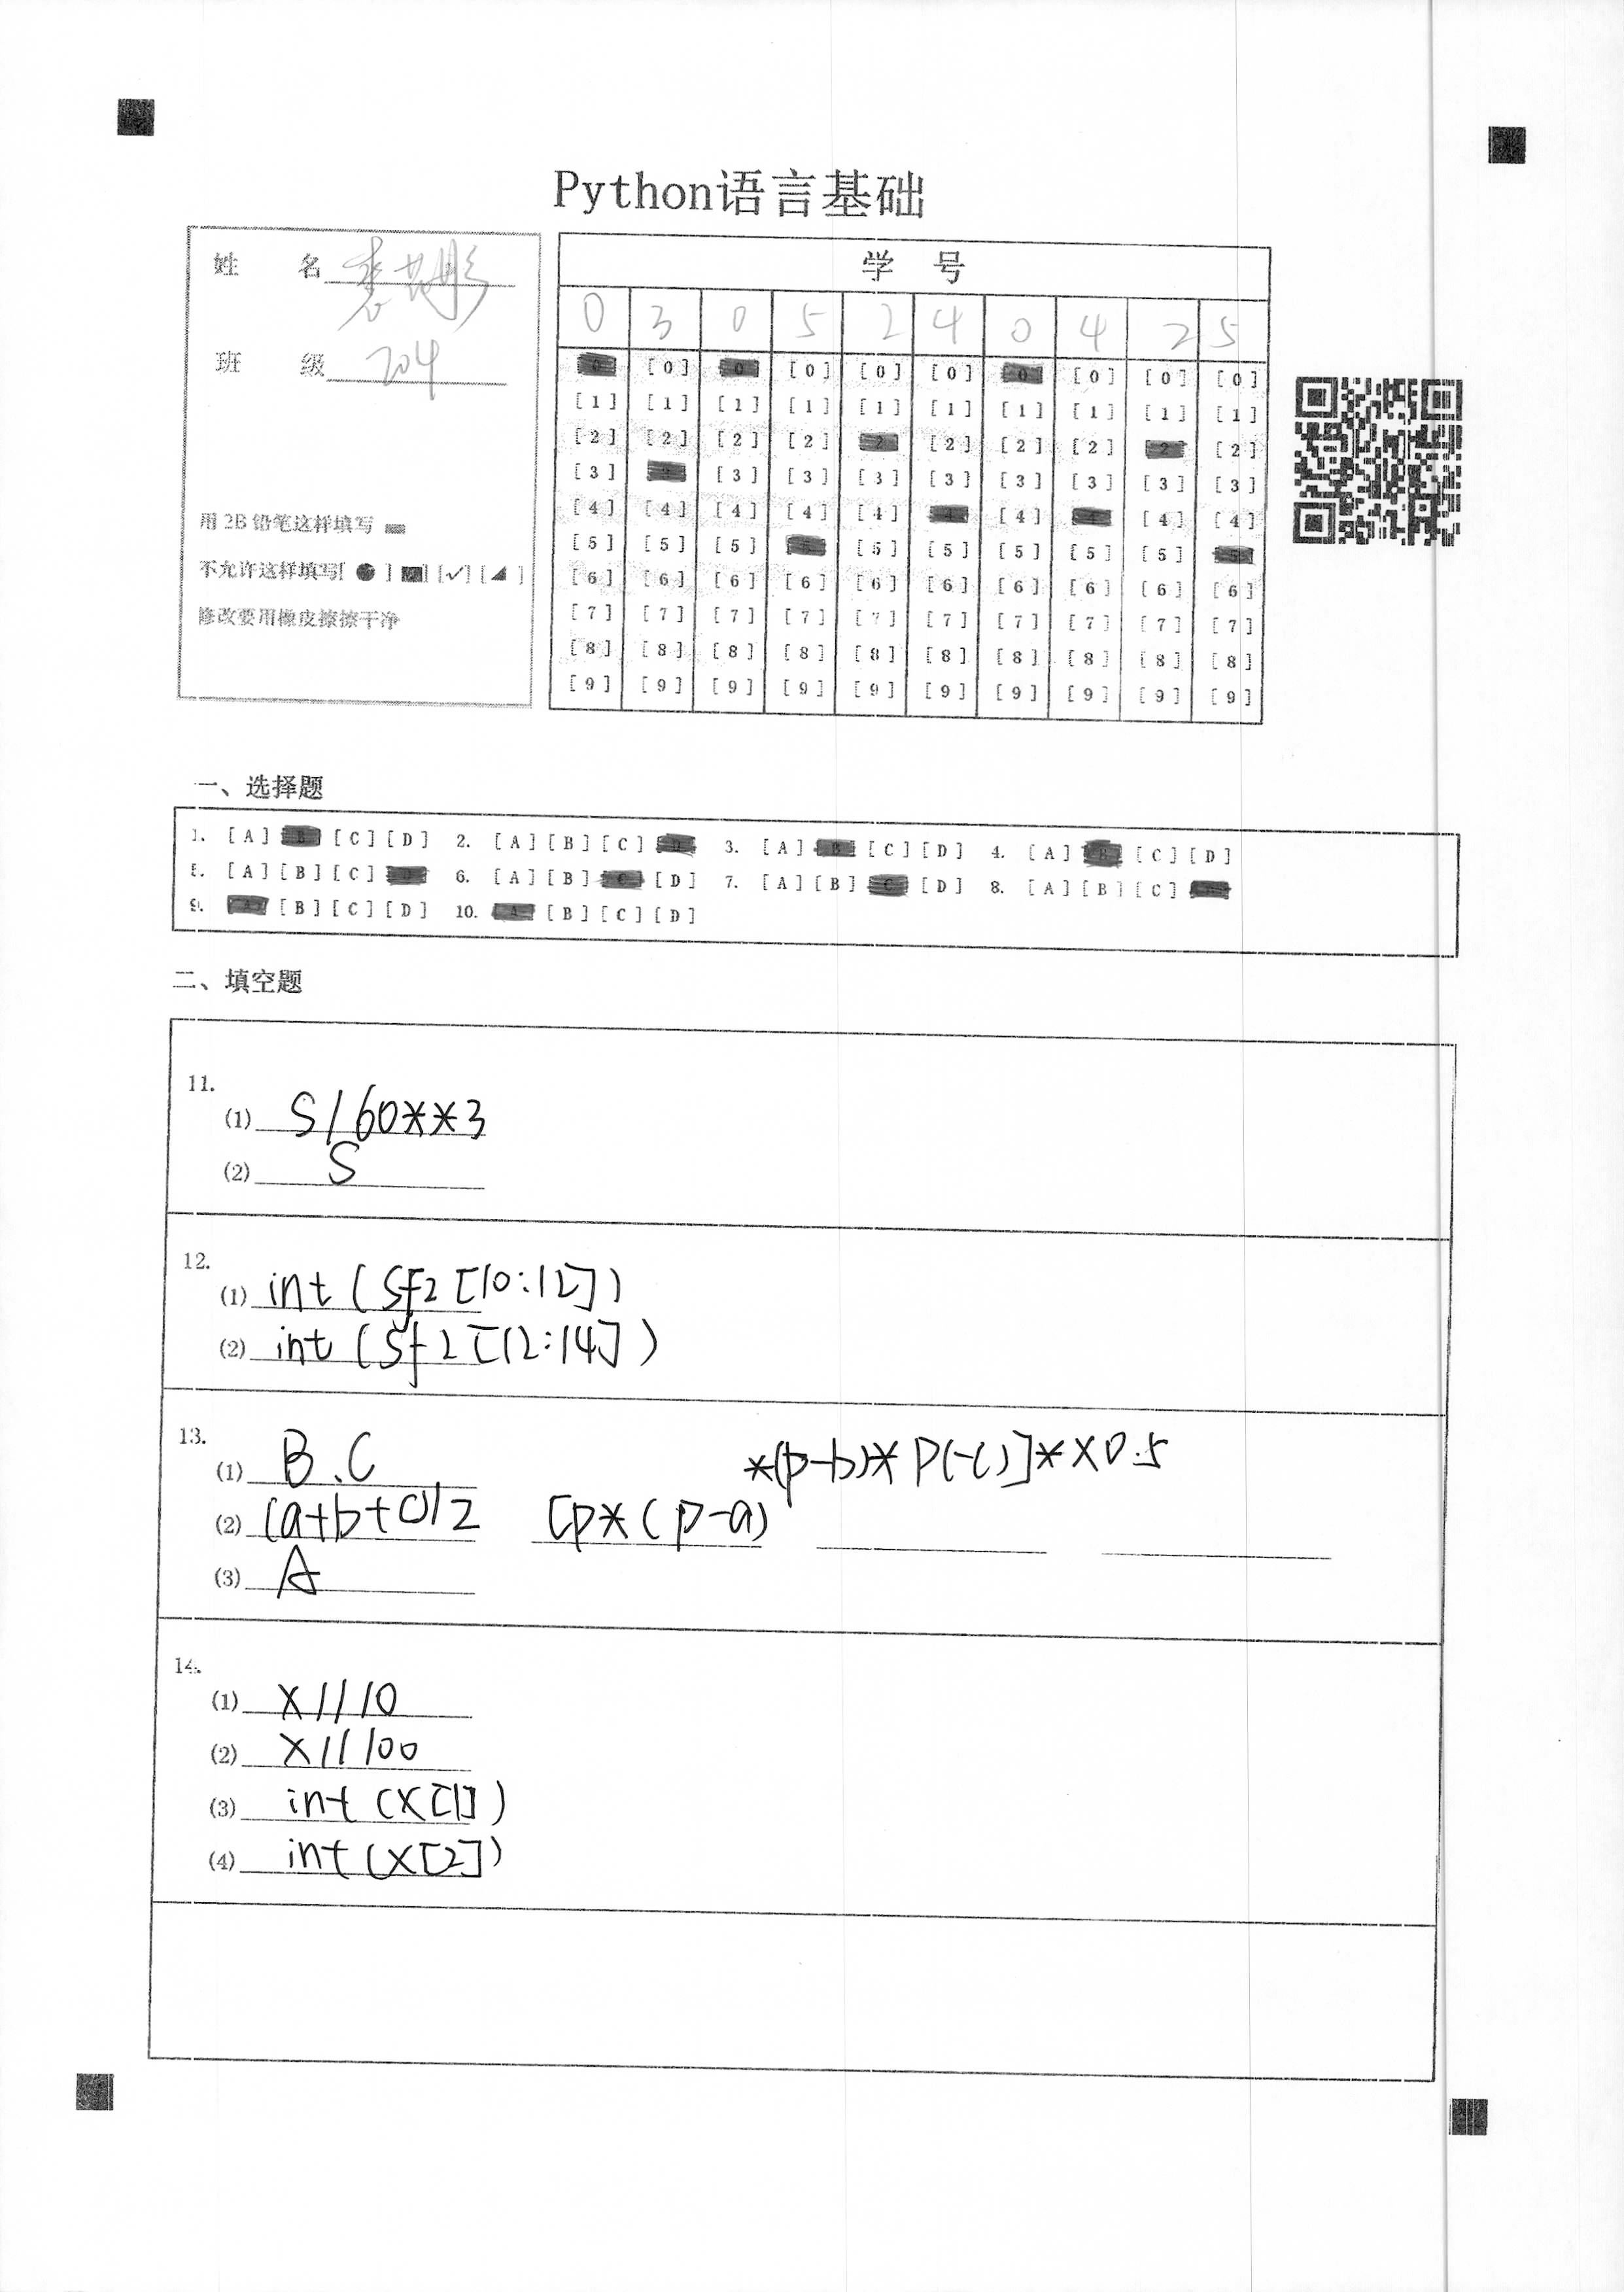 Python语言基础
姓 名
班 级 204
用 2B 铅笔这样填写
不允许这样填写[ ● ] [■] [✓] [◢ ]
修改要用橡皮擦擦干净
学 号
0 3 0 5 2 4 0 4 2 5
[0] [0] [0] [0] [0] [0] [0] [0] [0] [0]
[1] [1] [1] [1] [1] [1] [1] [1] [1] [1]
[2] [2] [2] [2] [2] [2] [2] [2] [2] [2]
[3] [3] [3] [3] [3] [3] [3] [3] [3] [3]
[4] [4] [4] [4] [4] [4] [4] [4] [4] [4]
[5] [5] [5] [5] [5] [5] [5] [5] [5] [5]
[6] [6] [6] [6] [6] [6] [6] [6] [6] [6]
[7] [7] [7] [7] [7] [7] [7] [7] [7] [7]
[8] [8] [8] [8] [8] [8] [8] [8] [8] [8]
[9] [9] [9] [9] [9] [9] [9] [9] [9] [9]
一、选择题
1. [A] [B] [C] [D] 2. [A] [B] [C] [D] 3. [A] [B] [C] [D] 4. [A] [B] [C] [D]
5. [A] [B] [C] [D] 6. [A] [B] [C] [D] 7. [A] [B] [C] [D] 8. [A] [B] [C] [D]
9. [A] [B] [C] [D] 10. [A] [B] [C] [D]
二、填空题
11.
(1) S/60**3
(2) S
12.
(1) int(Sf2[10:12])
(2) int(Sf2[12:14])
13.
(1) B、C
(2) (a+b+c)/2 [p*(p-a) *(p-b)*P(-c)]**0.5
(3) A
14.
(1) X//10
(2) X//100
(3) int(X[1])
(4) int(X[2])